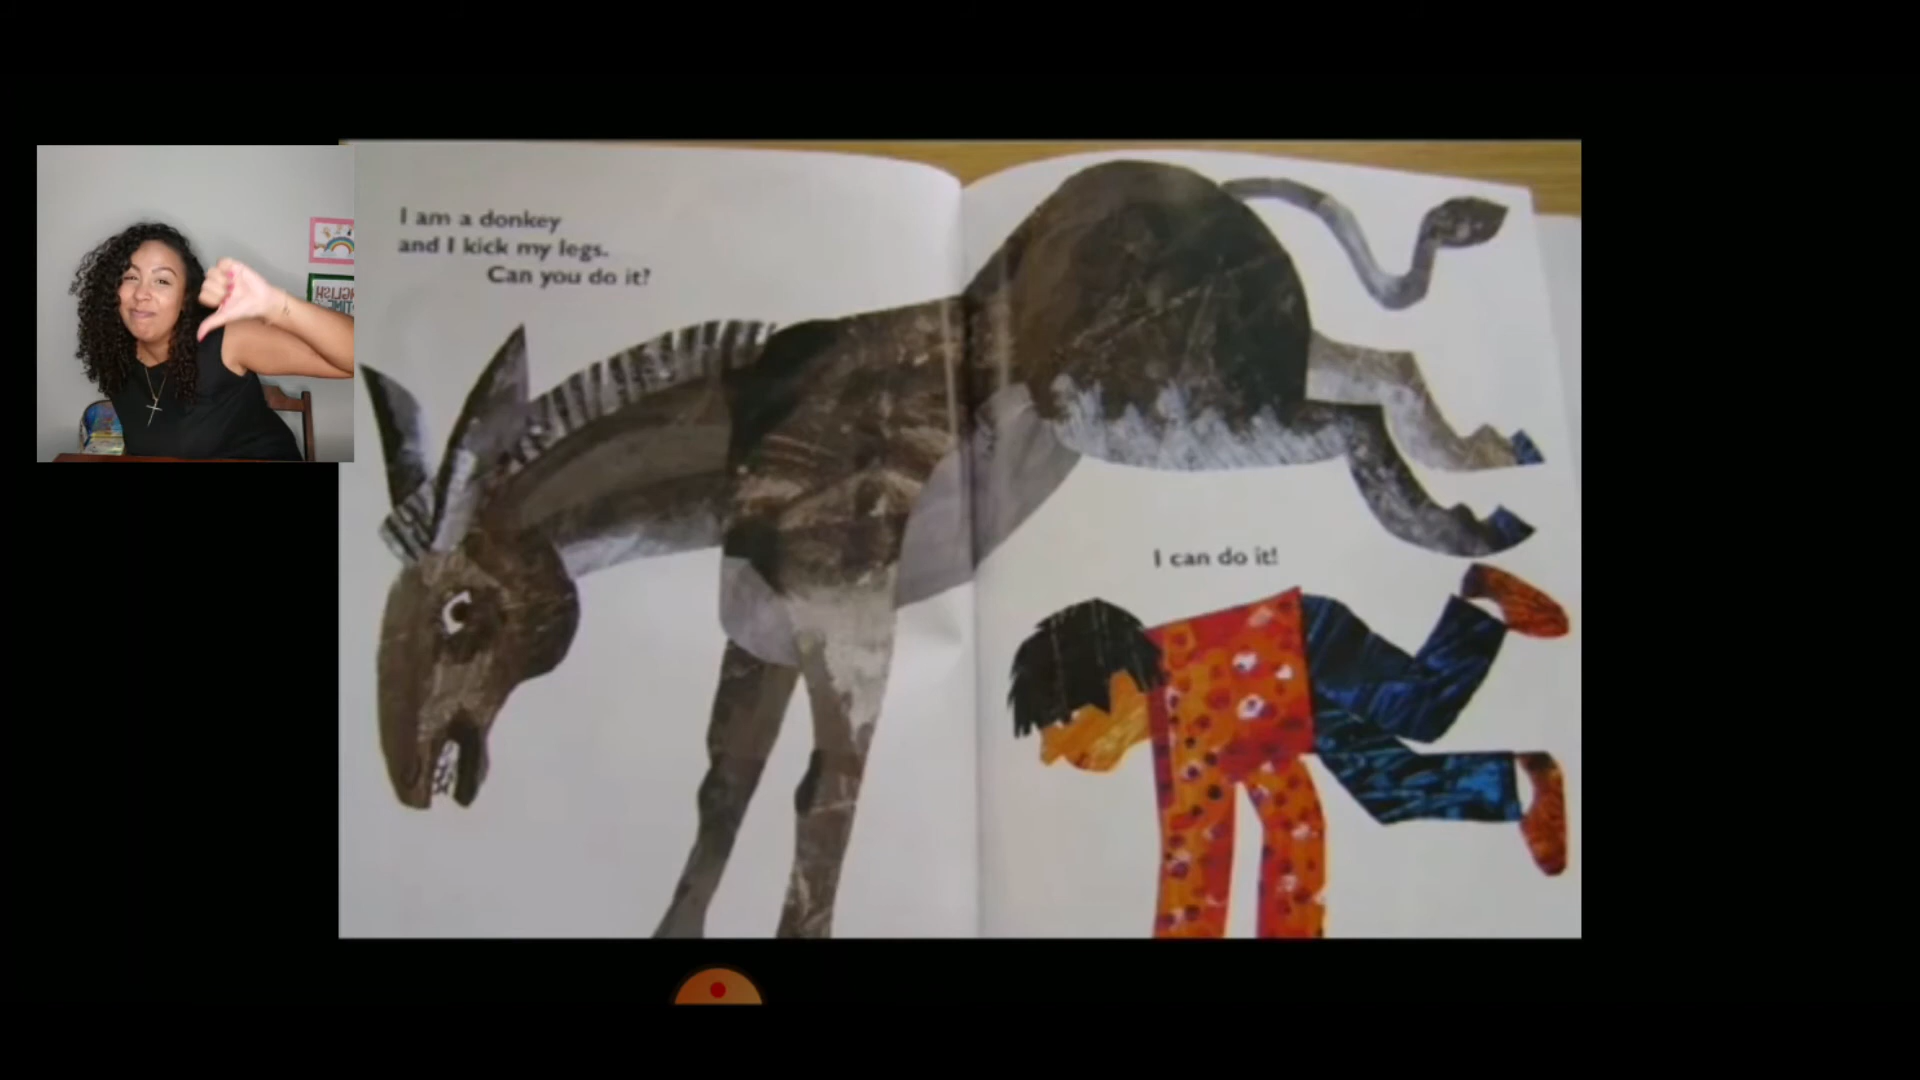 I am a donkey
and I kick my legs.
Can you do it?
I can do it!